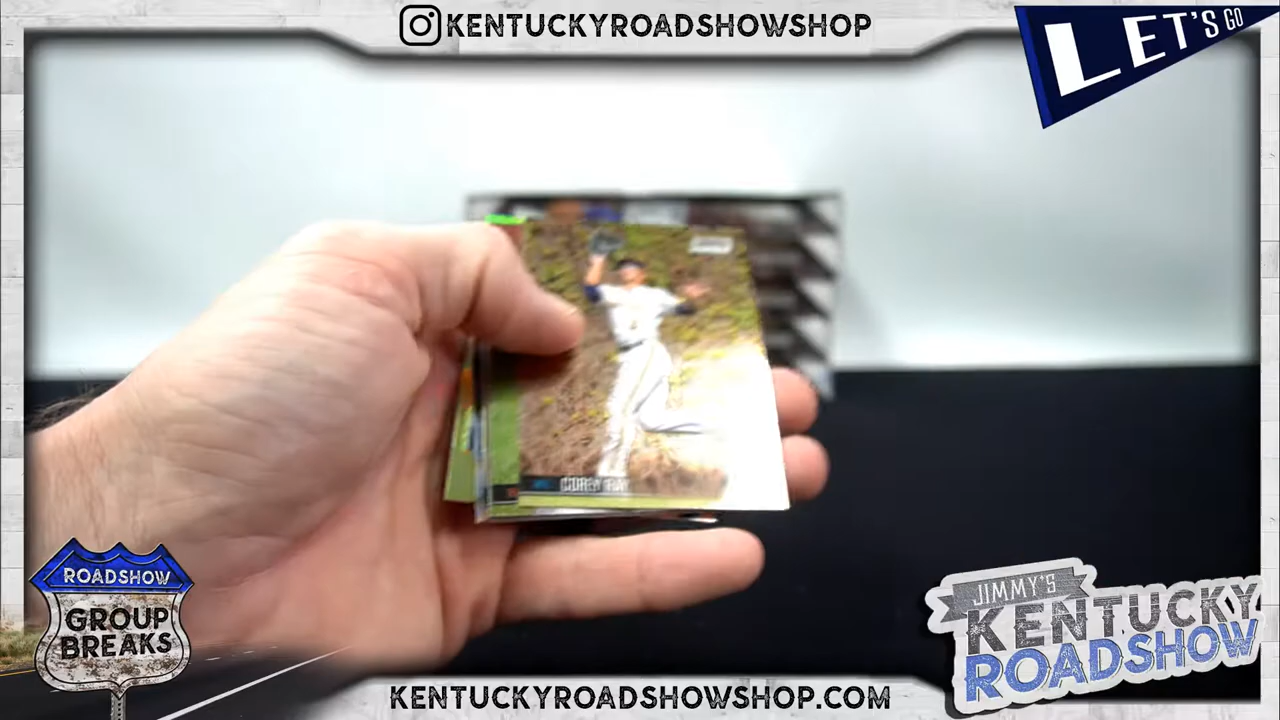 KENTUCKYROADSHOWSHOP
LET'S GO
COREY RAY
ROADSHOW
GROUP
BREAKS
JIMMY'S
KENTUCKY
ROADSHOW
KENTUCKYROADSHOWSHOP.COM